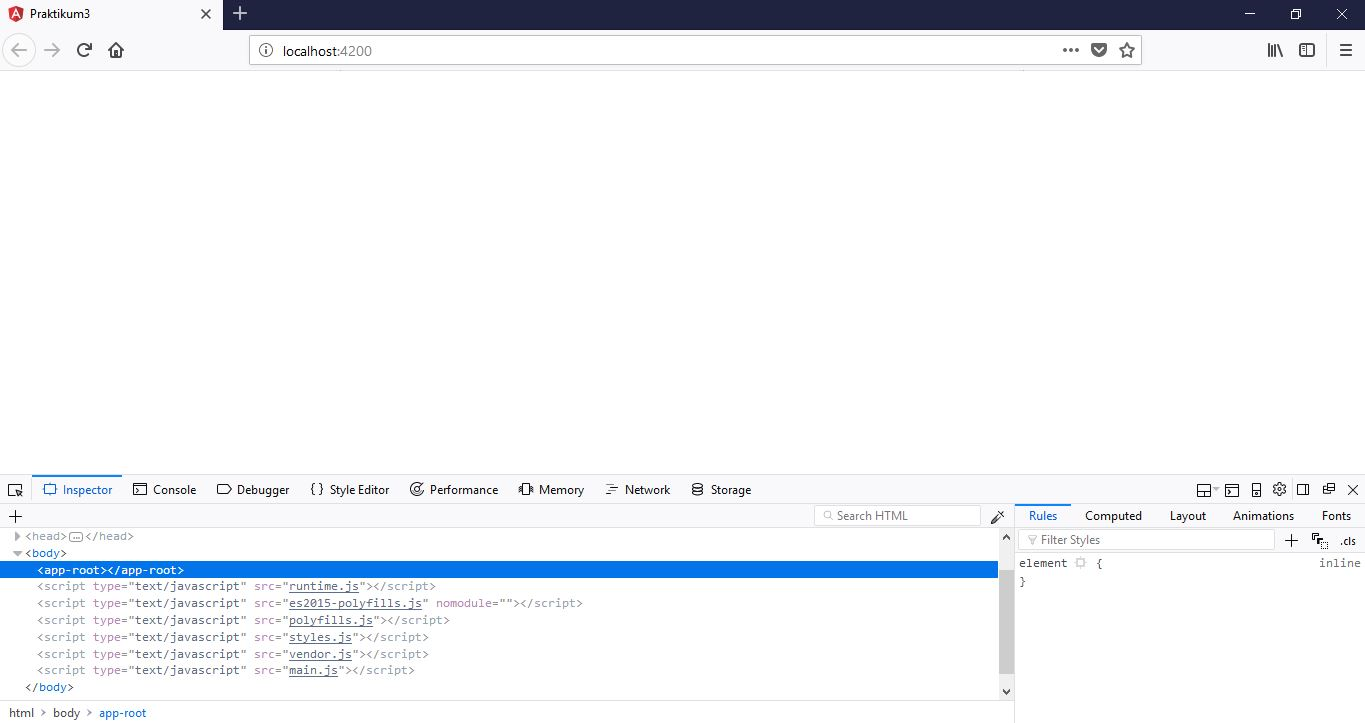 Praktikum3
localhost:4200
Inspector Console Debugger {} Style Editor Performance Memory Network Storage
Search HTML
Rules Computed Layout Animations Fonts
Filter Styles .cls
<head></head>
<body>
<app-root></app-root>
<script type="text/javascript" src="runtime.js"></script>
<script type="text/javascript" src="es2015-polyfills.js" nomodule=""></script>
<script type="text/javascript" src="polyfills.js"></script>
<script type="text/javascript" src="styles.js"></script>
<script type="text/javascript" src="vendor.js"></script>
<script type="text/javascript" src="main.js"></script>
</body>
html > body > app-root
element { inline
}